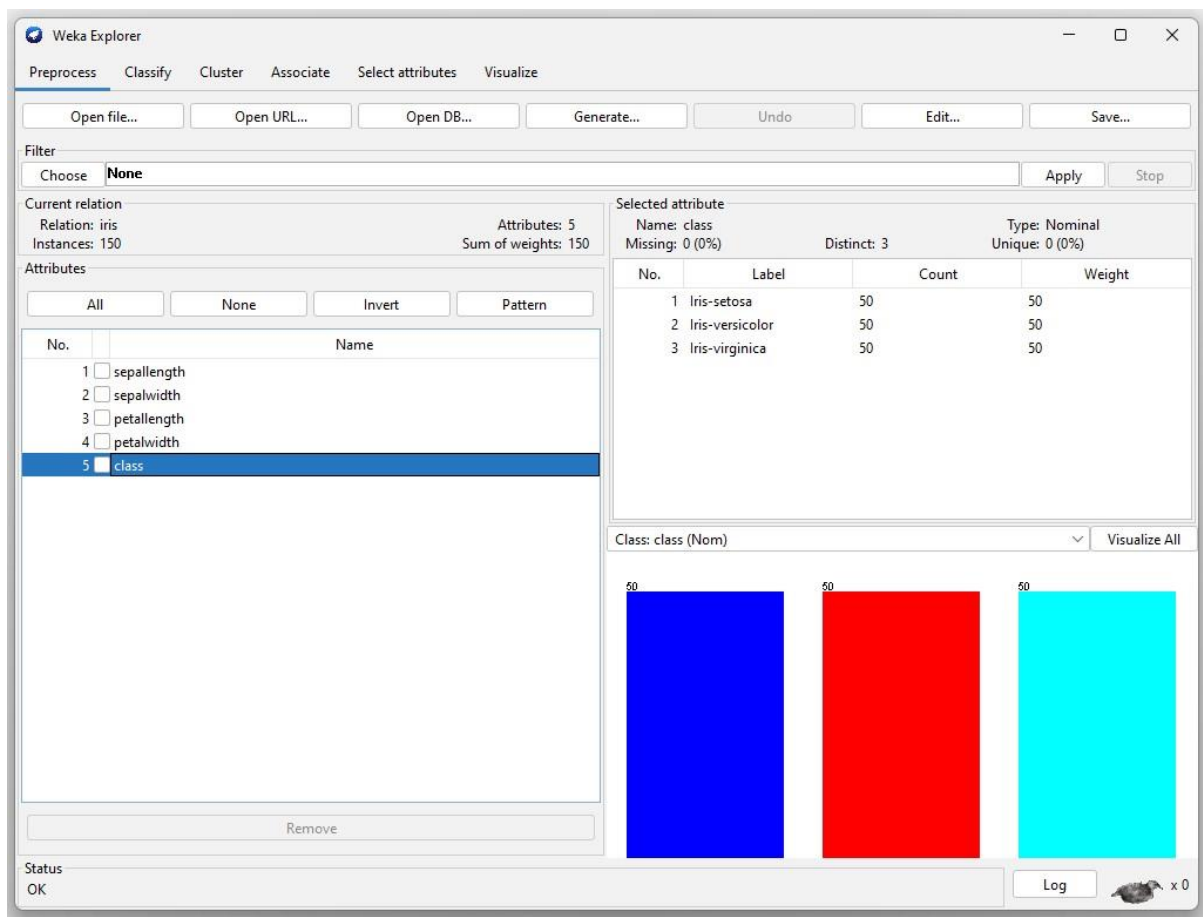 Weka Explorer
Preprocess Classify Cluster Associate Select attributes Visualize
Open file... Open URL... Open DB... Generate... Undo Edit... Save...
Filter
Choose None Apply Stop
Current relation
Relation: iris Attributes: 5
Instances: 150 Sum of weights: 150
Attributes
All None Invert Pattern
No. Name
1 sepallength
2 sepalwidth
3 petallength
4 petalwidth
5 class
Remove
Selected attribute
Name: class Type: Nominal
Missing: 0 (0%) Distinct: 3 Unique: 0 (0%)
No. Label Count Weight
1 Iris-setosa 50 50
2 Iris-versicolor 50 50
3 Iris-virginica 50 50
Class: class (Nom) Visualize All
50 50 50
Status
OK Log x 0